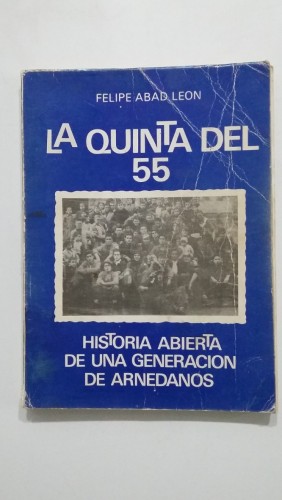 FELIPE ABAD LEON
LA QUINTA DEL
55
HISTORIA ABIERTA
DE UNA GENERACION
DE ARNEDANOS